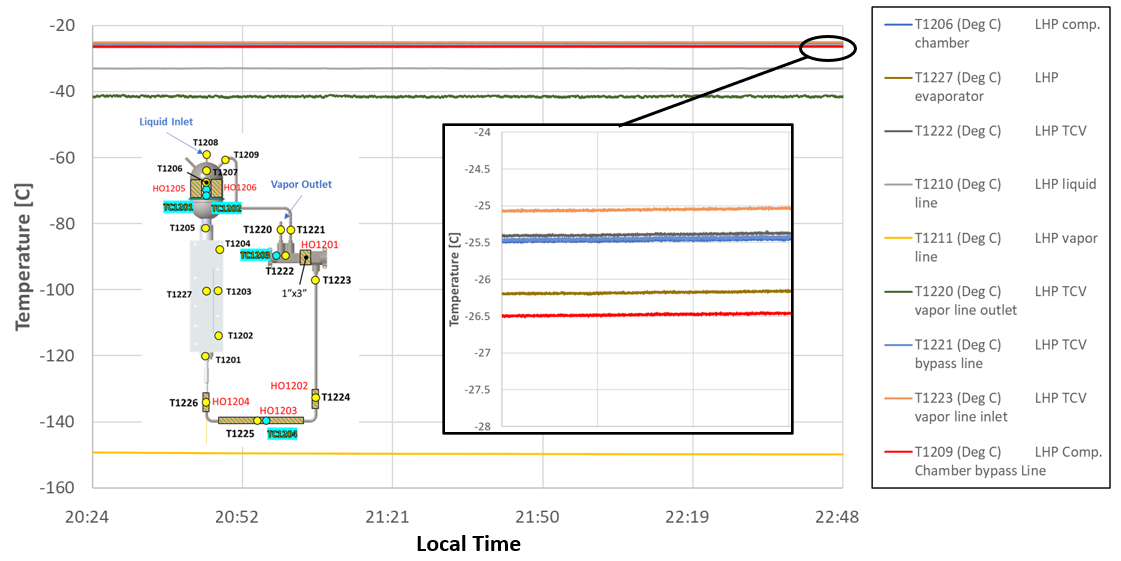 -20
-40
-60
-80
-100
-120
-140
-160
Temperature [C]
20:24
20:52
21:21
21:50
22:19
22:48
Local Time
Liquid Inlet
T1208
T1209
T1206
T1207
HO1205
HO1206
TC1201
TC1202
Vapor Outlet
T1205
T1220
T1221
T1204
HO1201
TC1203
T1222
T1223
1”x3”
T1227
T1203
T1202
T1201
HO1202
T1226
HO1204
T1224
HO1203
T1225
TC1204
-24
-24.5
-25
-25.5
-26
-26.5
-27
-27.5
-28
Temperature [C]
T1206 (Deg C) LHP comp.
chamber
T1227 (Deg C) LHP
evaporator
T1222 (Deg C) LHP TCV
T1210 (Deg C) LHP liquid
line
T1211 (Deg C) LHP vapor
line
T1220 (Deg C) LHP TCV
vapor line outlet
T1221 (Deg C) LHP TCV
bypass line
T1223 (Deg C) LHP TCV
vapor line inlet
T1209 (Deg C) LHP Comp.
Chamber bypass Line